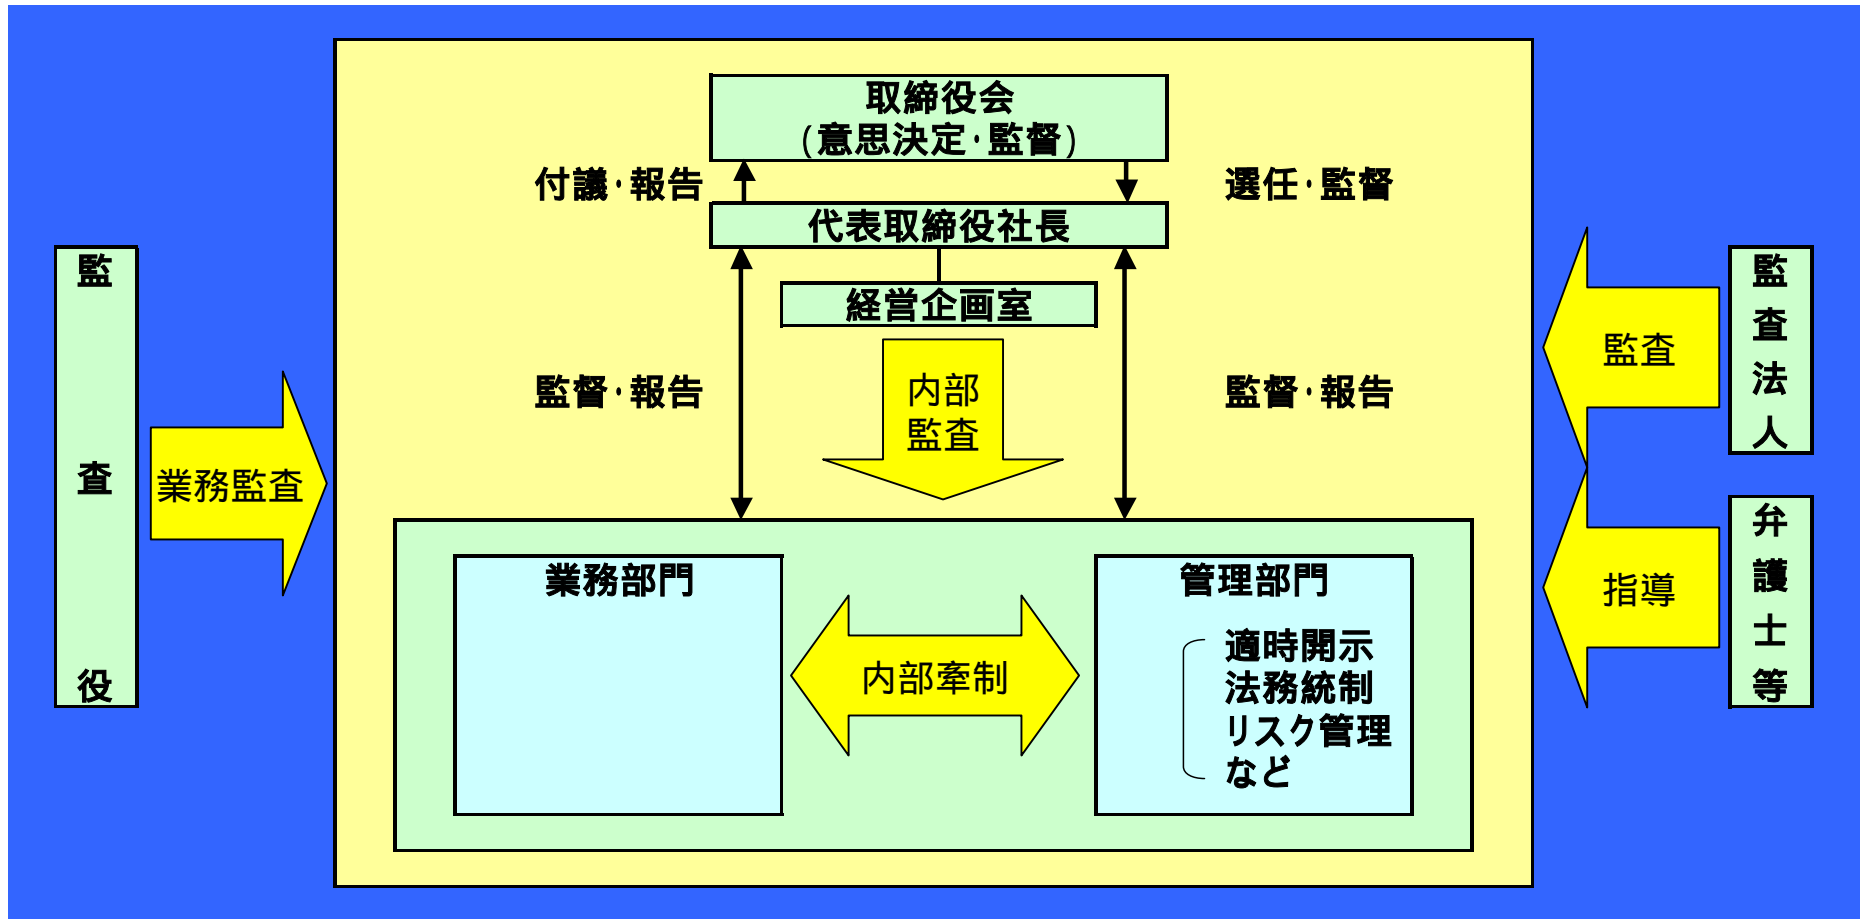 取締役会
(意思決定・監督)
付議・報告
選任・監督
代表取締役社長
経営企画室
監督・報告
内部
監査
監督・報告
監査役
業務監査
監査法人
監査
弁護士等
指導
業務部門
内部牽制
管理部門
適時開示
法務統制
リスク管理
など